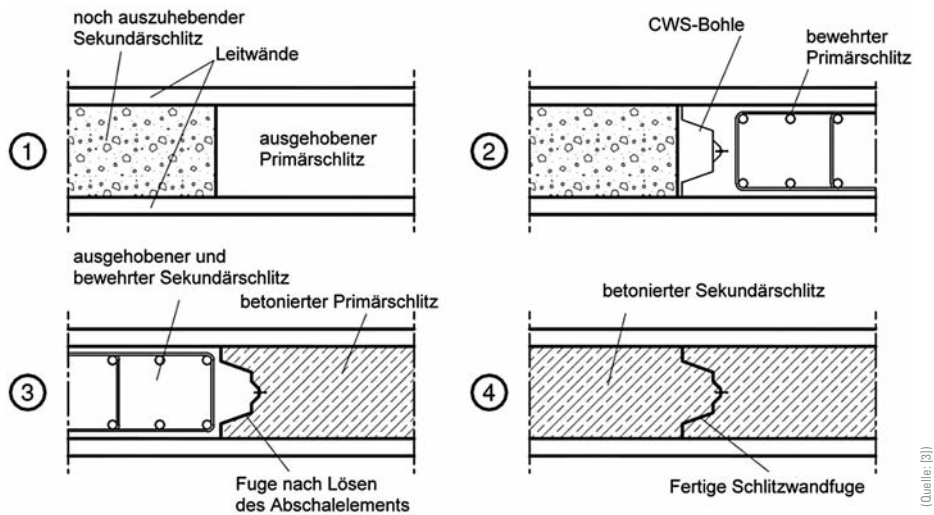 noch auszuhebender
Sekundärschlitz
Leitwände
1
ausgehobener
Primärschlitz
CWS-Bohle
bewehrter
Primärschlitz
2
ausgehobener und
bewehrter Sekundärschlitz
betonierter Primärschlitz
3
Fuge nach Lösen
des Abschalelements
betonierter Sekundärschlitz
4
Fertige Schlitzwandfuge
(Quelle: [3])